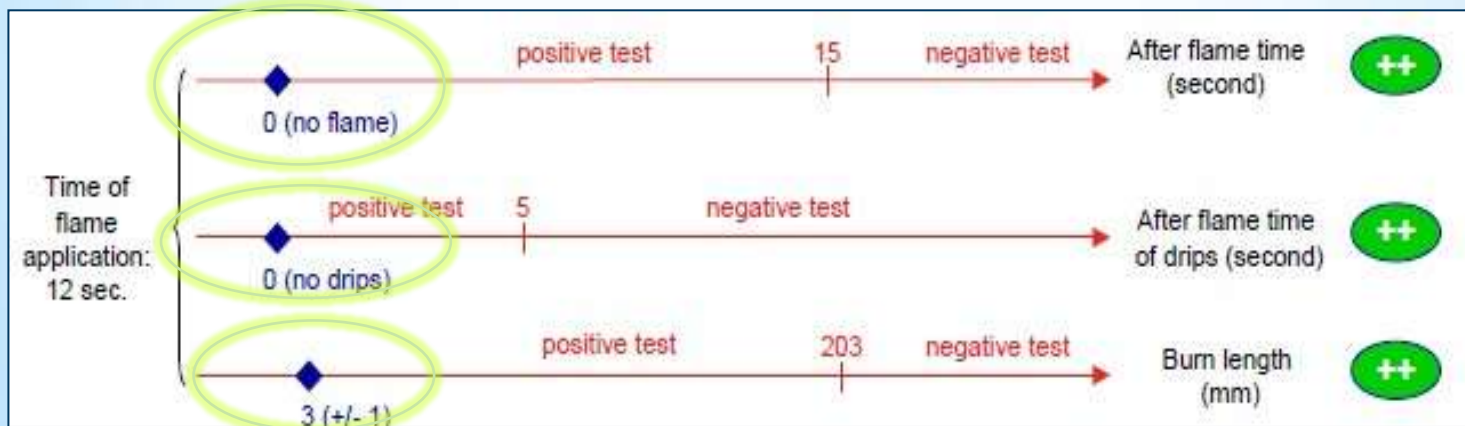 positive test 15 negative test After flame time
(second) ++
0 (no flame)
Time of
flame
application:
12 sec.
positive test 5 negative test After flame time
of drips (second) ++
0 (no drips)
positive test 203 negative test Burn length
(mm) ++
3 (+/- 1)